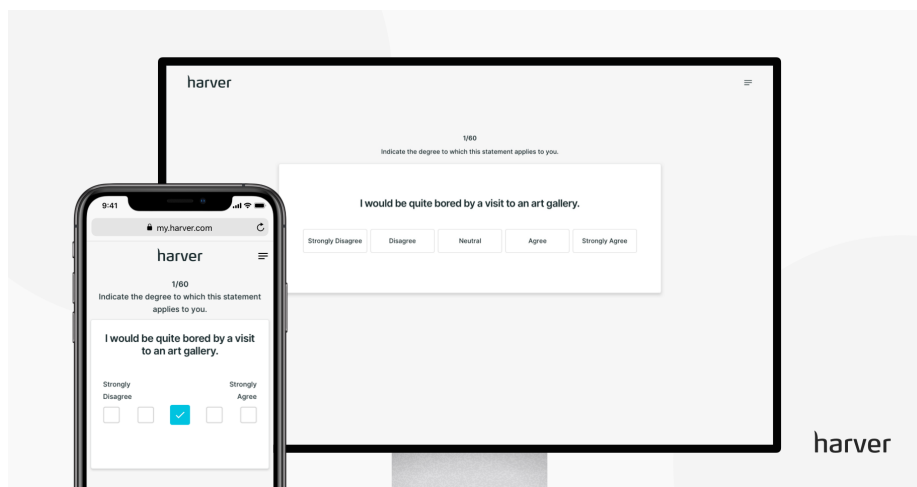 harver
1/60
Indicate the degree to which this statement applies to you.
I would be quite bored by a visit to an art gallery.
Strongly Disagree
Disagree
Neutral
Agree
Strongly Agree
9:41
my.harver.com
harver
1/60
Indicate the degree to which this statement
applies to you.
I would be quite bored by a visit
to an art gallery.
Strongly
Disagree
Strongly
Agree
harver